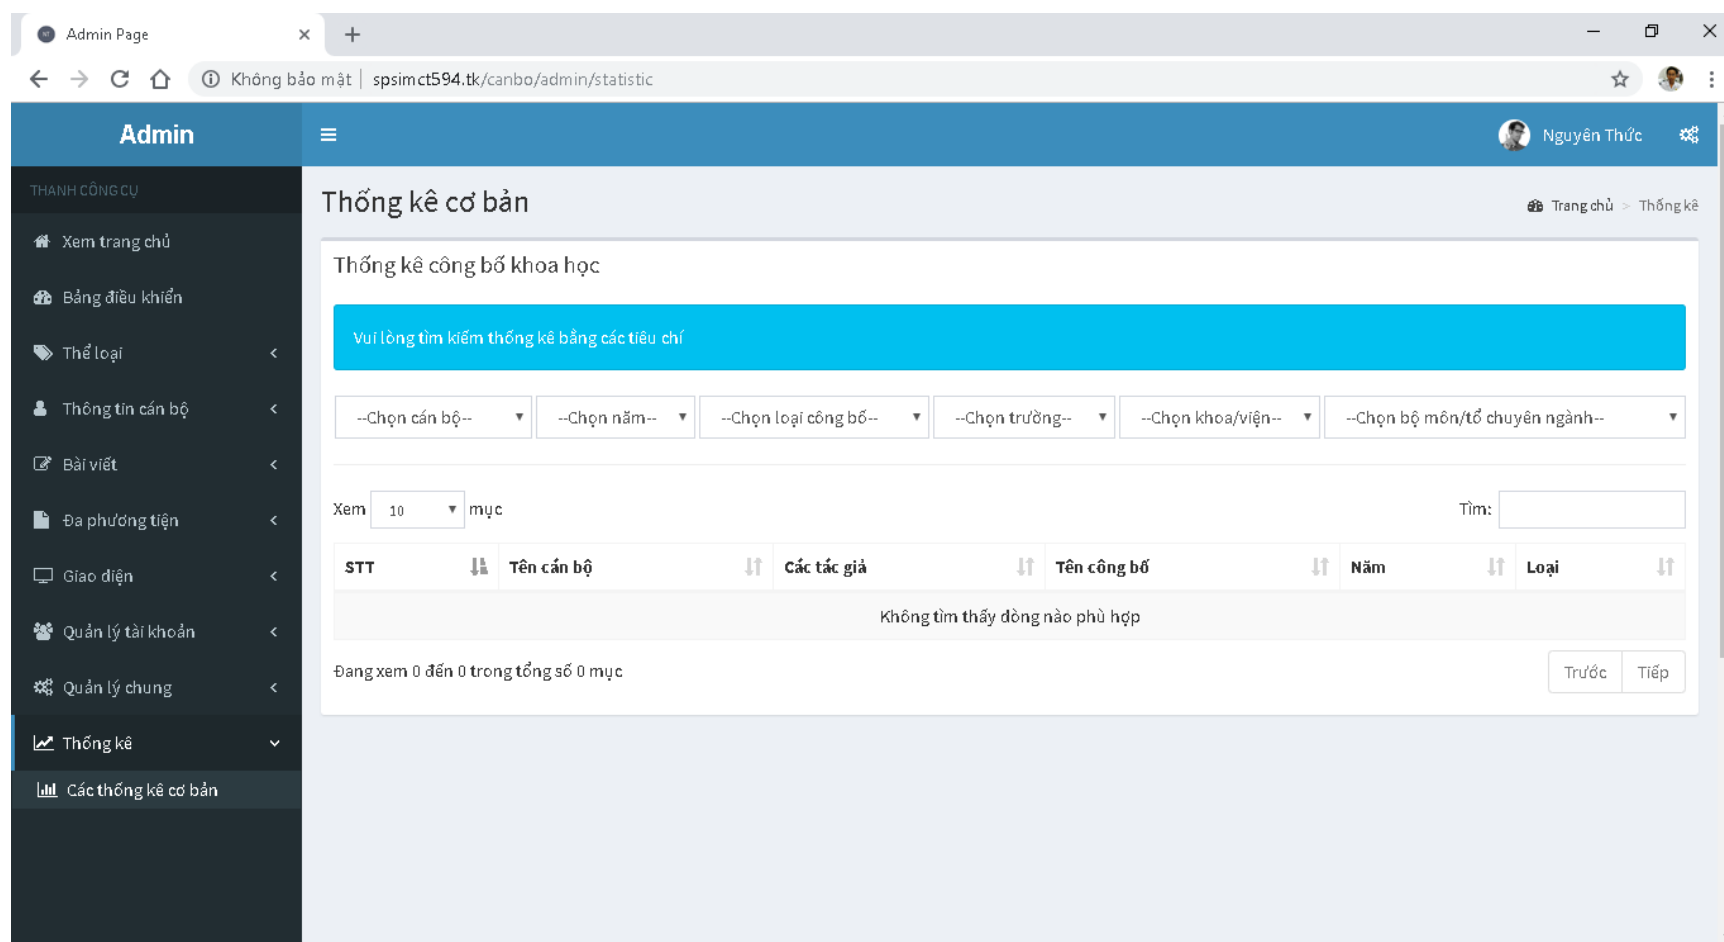 Admin Page
Không bảo mật | spsimct594.tk/canbo/admin/statistic
Admin
Nguyên Thức
THANH CÔNG CỤ
Xem trang chủ
Bảng điều khiển
Thể loại
Thông tin cán bộ
Bài viết
Đa phương tiện
Giao diện
Quản lý tài khoản
Quản lý chung
Thống kê
Các thống kê cơ bản
Thống kê cơ bản
Trang chủ > Thống kê
Thống kê công bố khoa học
Vui lòng tìm kiếm thống kê bằng các tiêu chí
--Chọn cán bộ-- --Chọn năm-- --Chọn loại công bố-- --Chọn trường-- --Chọn khoa/viện-- --Chọn bộ môn/tổ chuyên ngành--
Xem 10 mục Tìm:
STT Tên cán bộ Các tác giả Tên công bố Năm Loại
Không tìm thấy dòng nào phù hợp
Đang xem 0 đến 0 trong tổng số 0 mục Trước Tiếp